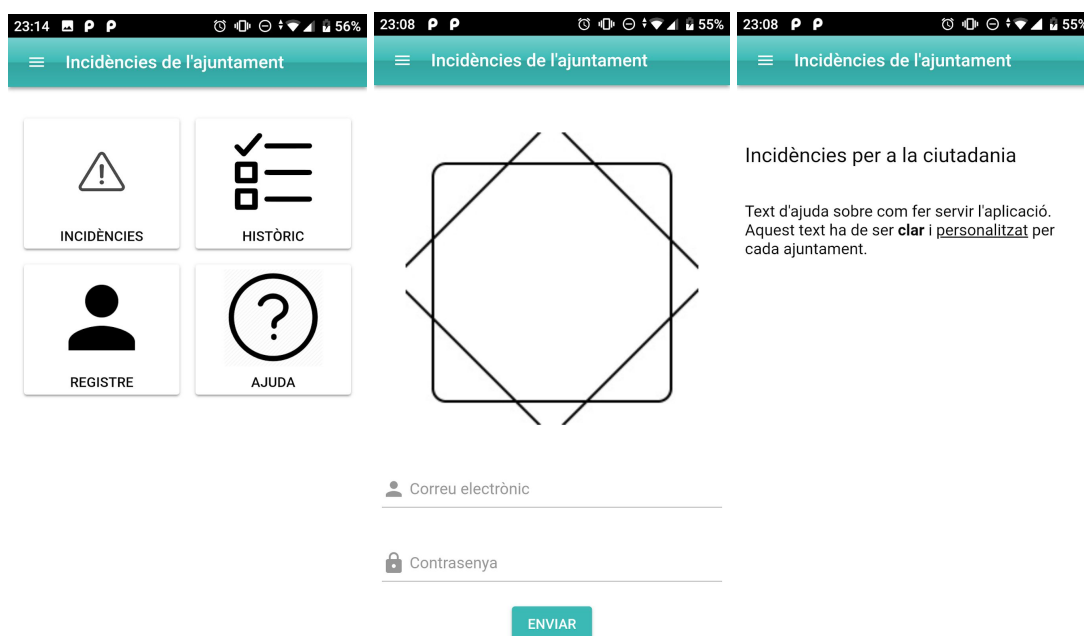 23:14 56%
Incidències de l'ajuntament
INCIDÈNCIES
HISTÒRIC
REGISTRE
AJUDA
23:08 55%
Incidències de l'ajuntament
Correu electrònic
Contrasenya
ENVIAR
23:08 55%
Incidències de l'ajuntament
Incidències per a la ciutadania
Text d'ajuda sobre com fer servir l'aplicació.
Aquest text ha de ser clar i personalitzat per
cada ajuntament.